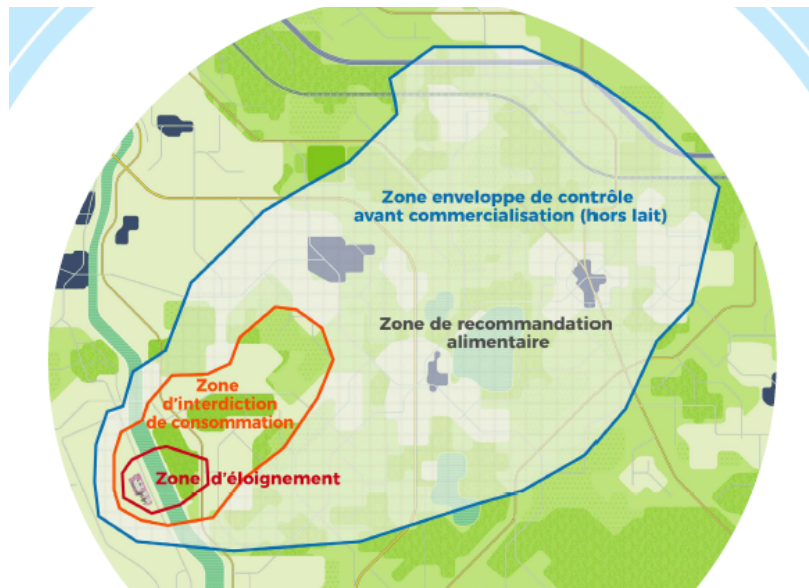 Zone enveloppe de contrôle
avant commercialisation (hors lait)
Zone de recommandation
alimentaire
Zone
d'interdiction
de consommation
Zone d'éloignement